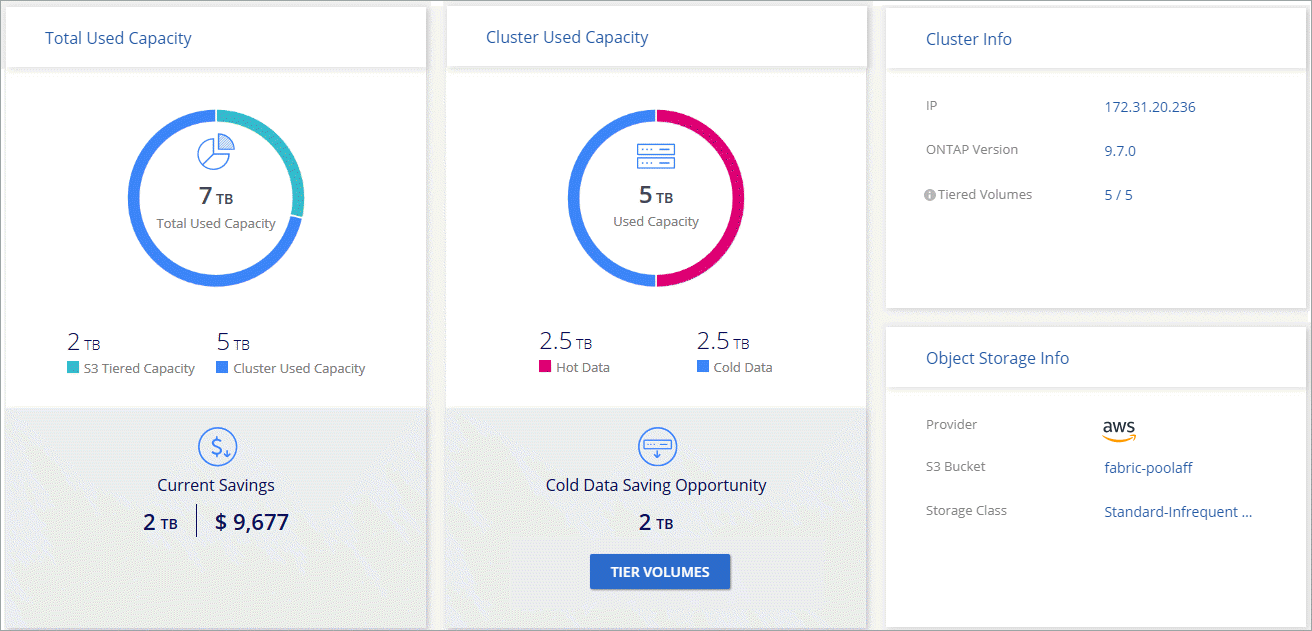 Total Used Capacity
7 TB
Total Used Capacity
2 TB
S3 Tiered Capacity
5 TB
Cluster Used Capacity
Current Savings
2 TB
$ 9,677
Cluster Used Capacity
5 TB
Used Capacity
2.5 TB
Hot Data
2.5 TB
Cold Data
Cold Data Saving Opportunity
2 TB
TIER VOLUMES
Cluster Info
IP 172.31.20.236
ONTAP Version 9.7.0
Tiered Volumes 5 / 5
Object Storage Info
Provider aws
S3 Bucket fabric-poolaff
Storage Class Standard-Infrequent ...